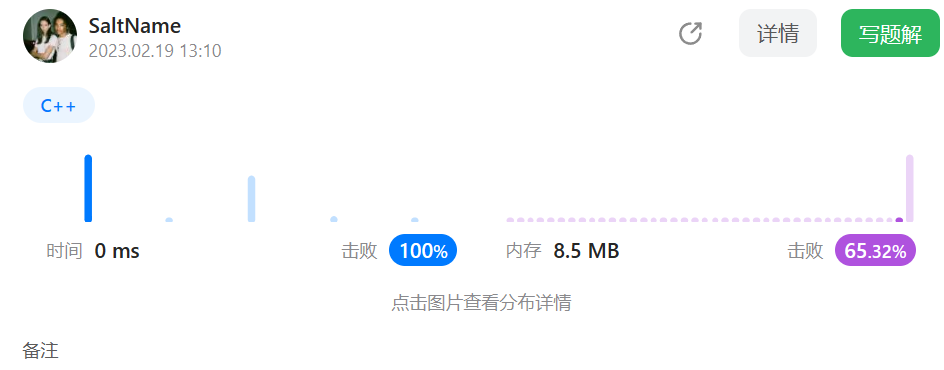 SaltName
2023.02.19 13:10
详情
写题解
C++
时间 0 ms 击败 100% 内存 8.5 MB 击败 65.32%
点击图片查看分布详情
备注